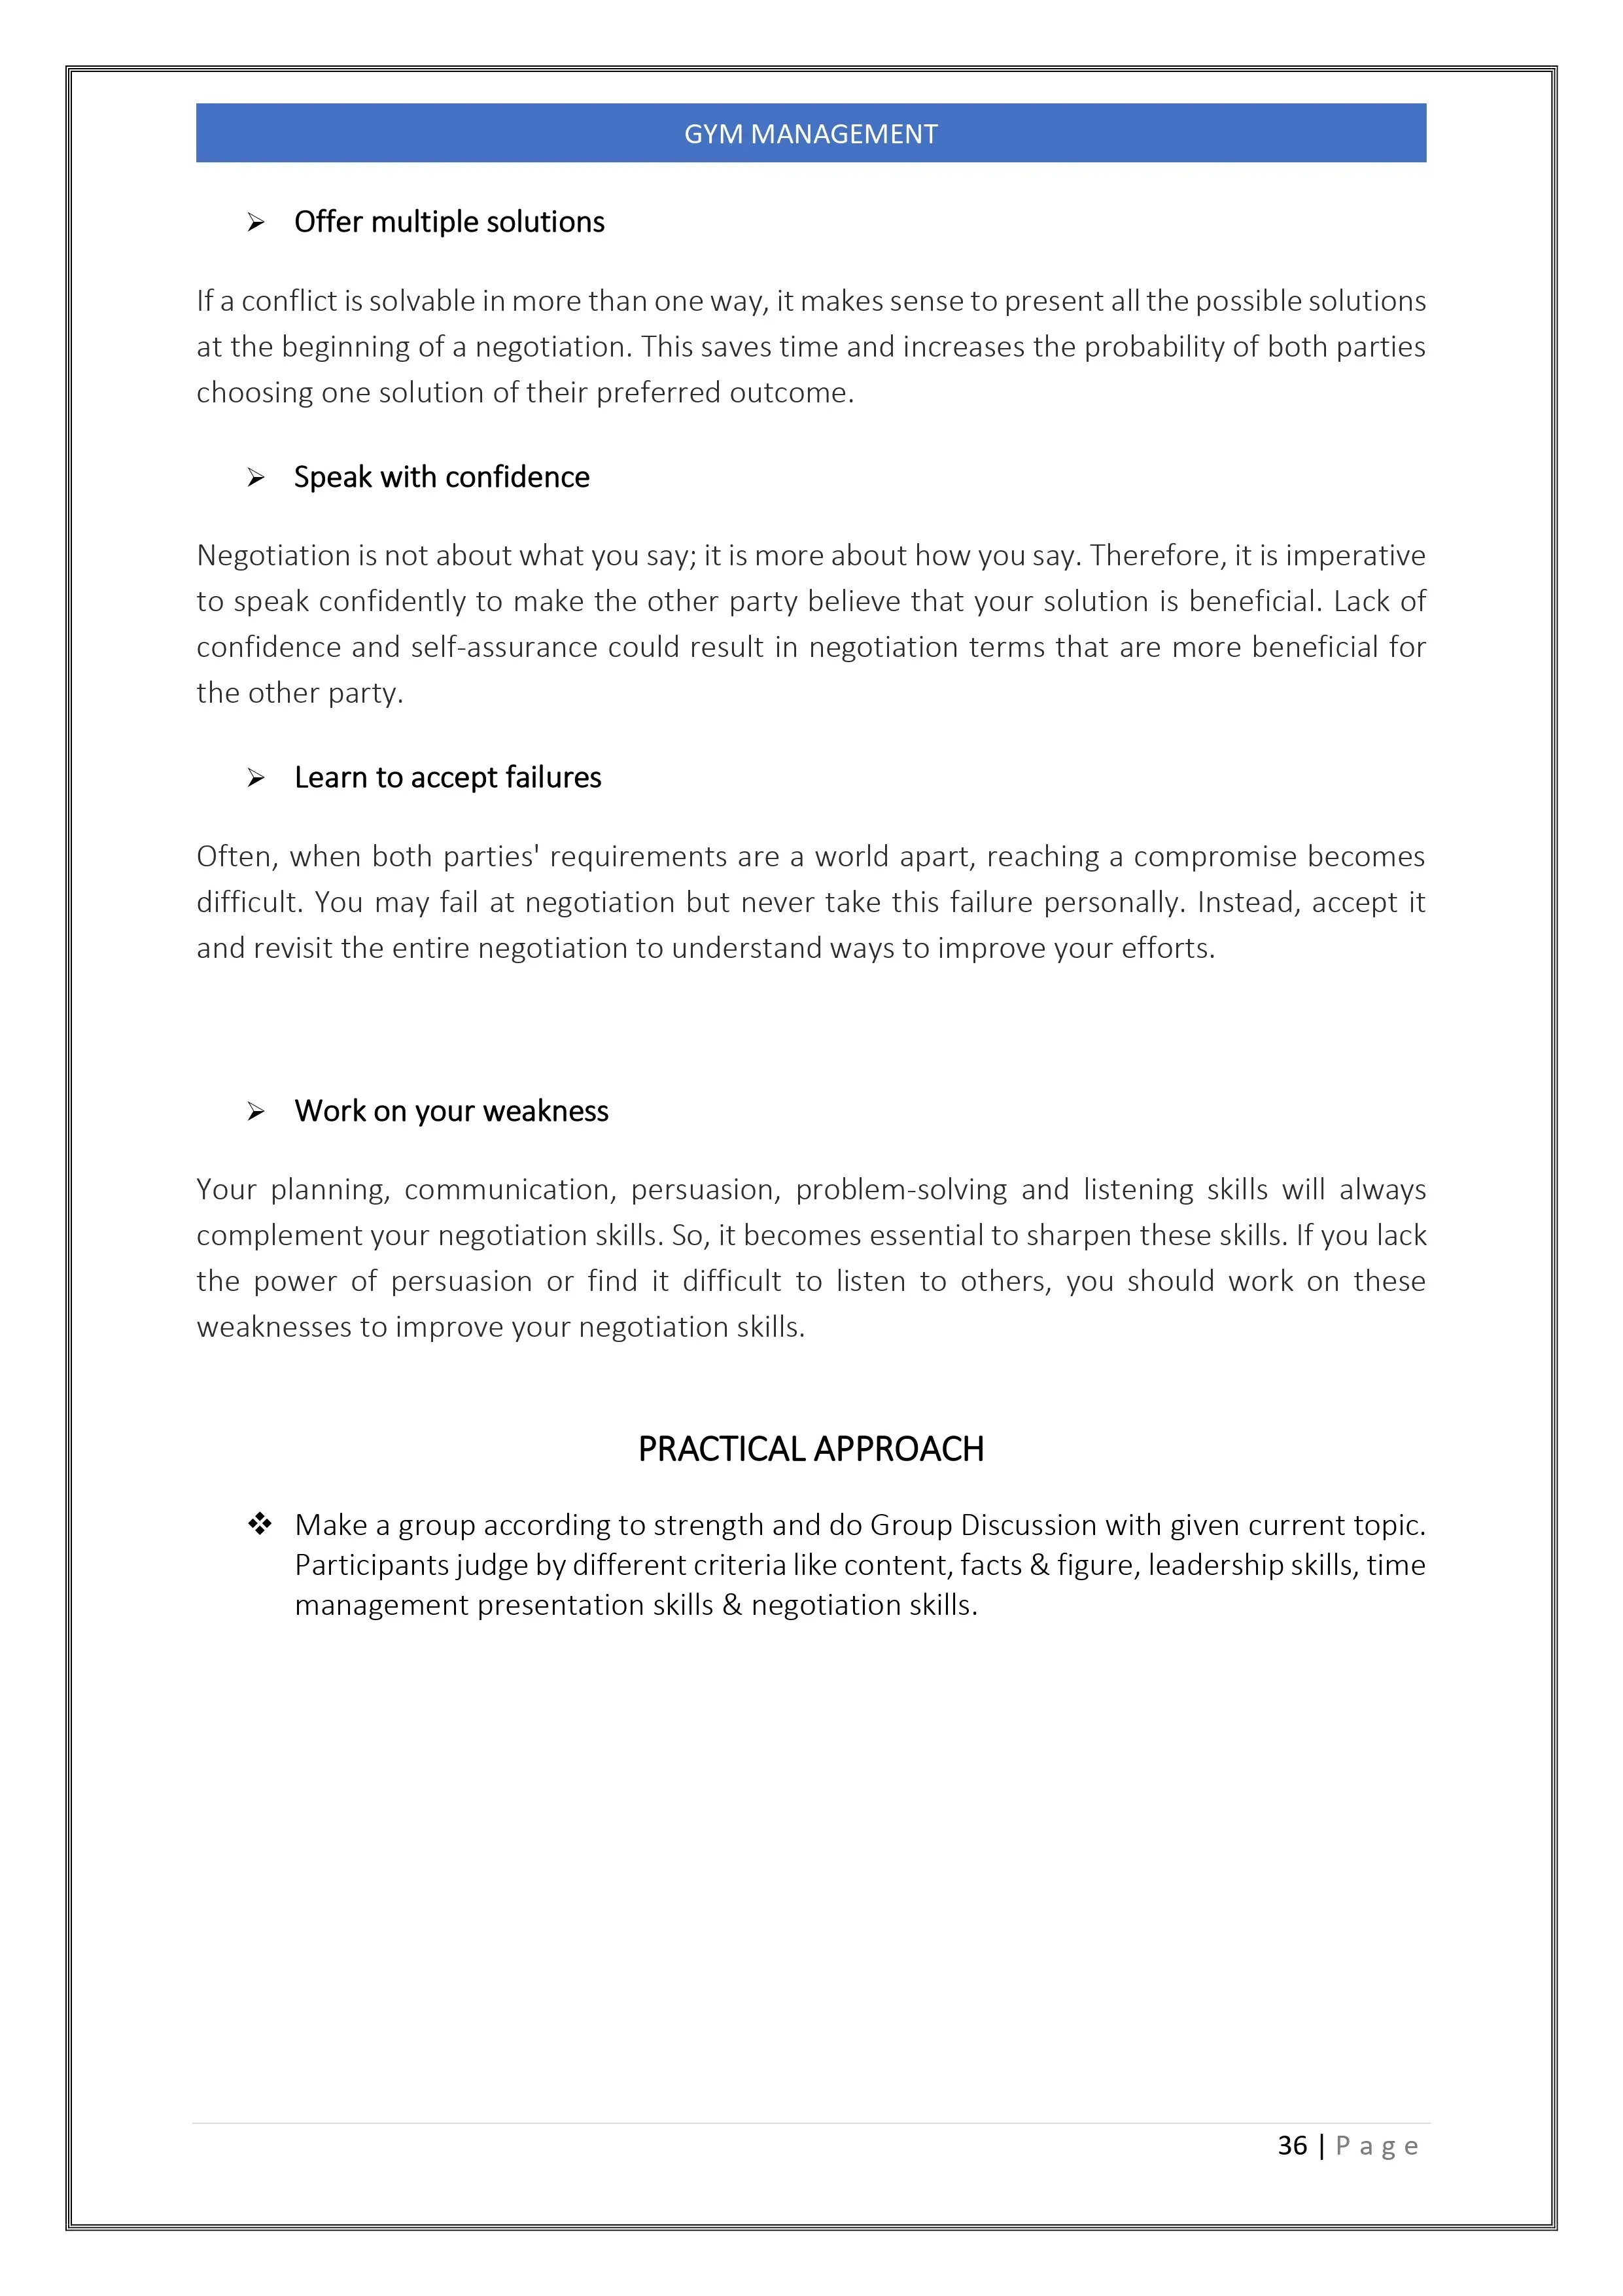 GYM MANAGEMENT
➢ Offer multiple solutions
If a conflict is solvable in more than one way, it makes sense to present all the possible solutions
at the beginning of a negotiation. This saves time and increases the probability of both parties
choosing one solution of their preferred outcome.
➢ Speak with confidence
Negotiation is not about what you say; it is more about how you say. Therefore, it is imperative
to speak confidently to make the other party believe that your solution is beneficial. Lack of
confidence and self-assurance could result in negotiation terms that are more beneficial for
the other party.
➢ Learn to accept failures
Often, when both parties' requirements are a world apart, reaching a compromise becomes
difficult. You may fail at negotiation but never take this failure personally. Instead, accept it
and revisit the entire negotiation to understand ways to improve your efforts.
➢ Work on your weakness
Your planning, communication, persuasion, problem-solving and listening skills will always
complement your negotiation skills. So, it becomes essential to sharpen these skills. If you lack
the power of persuasion or find it difficult to listen to others, you should work on these
weaknesses to improve your negotiation skills.
PRACTICAL APPROACH
❖ Make a group according to strength and do Group Discussion with given current topic.
Participants judge by different criteria like content, facts & figure, leadership skills, time
management presentation skills & negotiation skills.
36 | P a g e